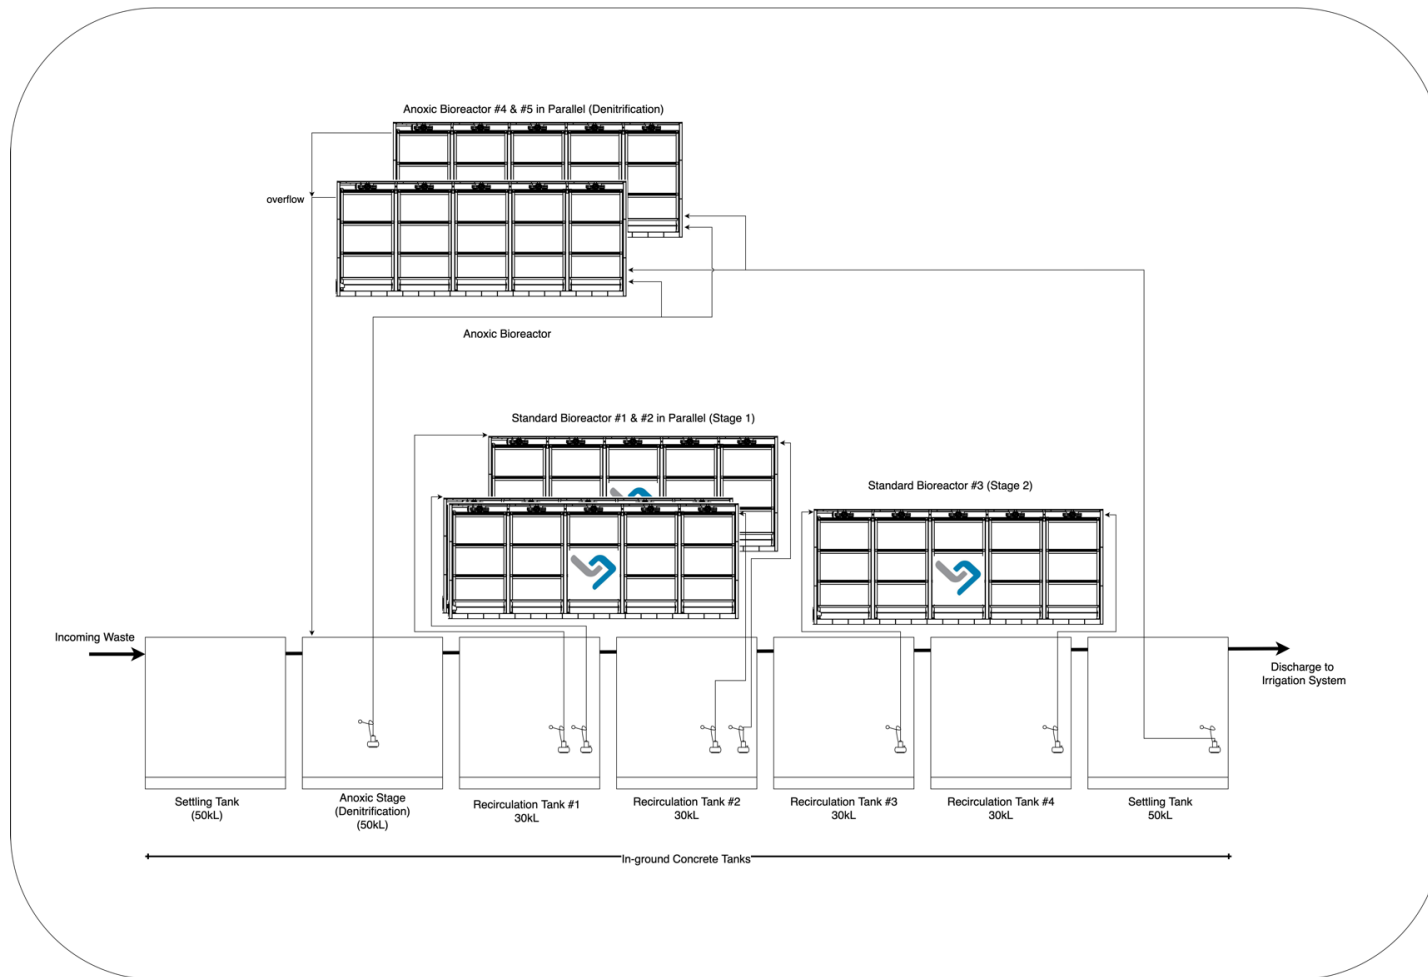 Anoxic Bioreactor #4 & #5 in Parallel (Denitrification)
overflow
Anoxic Bioreactor
Standard Bioreactor #1 & #2 in Parallel (Stage 1)
Standard Bioreactor #3 (Stage 2)
Incoming Waste
Discharge to
Irrigation System
Settling Tank
(50kL)
Anoxic Stage
(Denitrification)
(50kL)
Recirculation Tank #1
30kL
Recirculation Tank #2
30kL
Recirculation Tank #3
30kL
Recirculation Tank #4
30kL
Settling Tank
50kL
In-ground Concrete Tanks